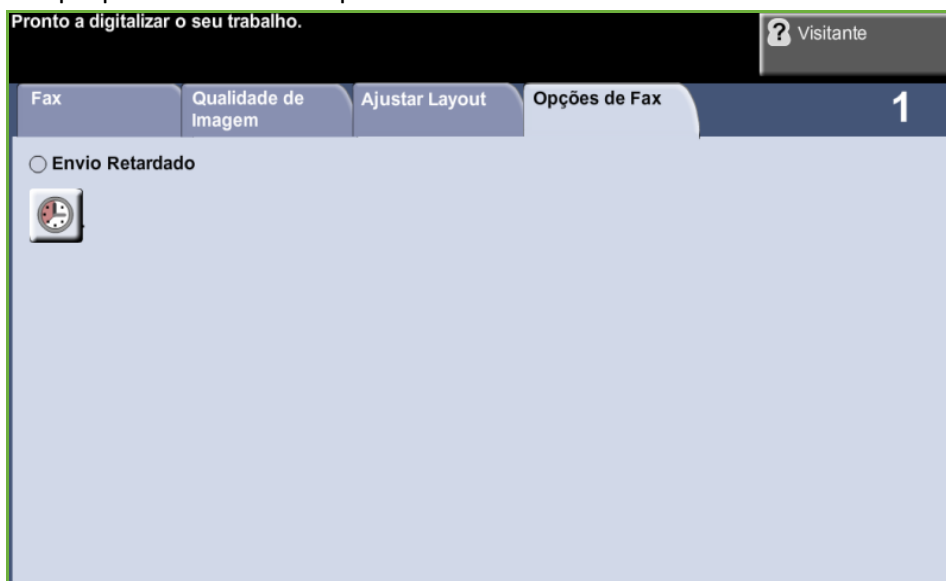 Pronto a digitalizar o seu trabalho.
? Visitante
Fax
Qualidade de
Imagem
Ajustar Layout
Opções de Fax
1
Envio Retardado